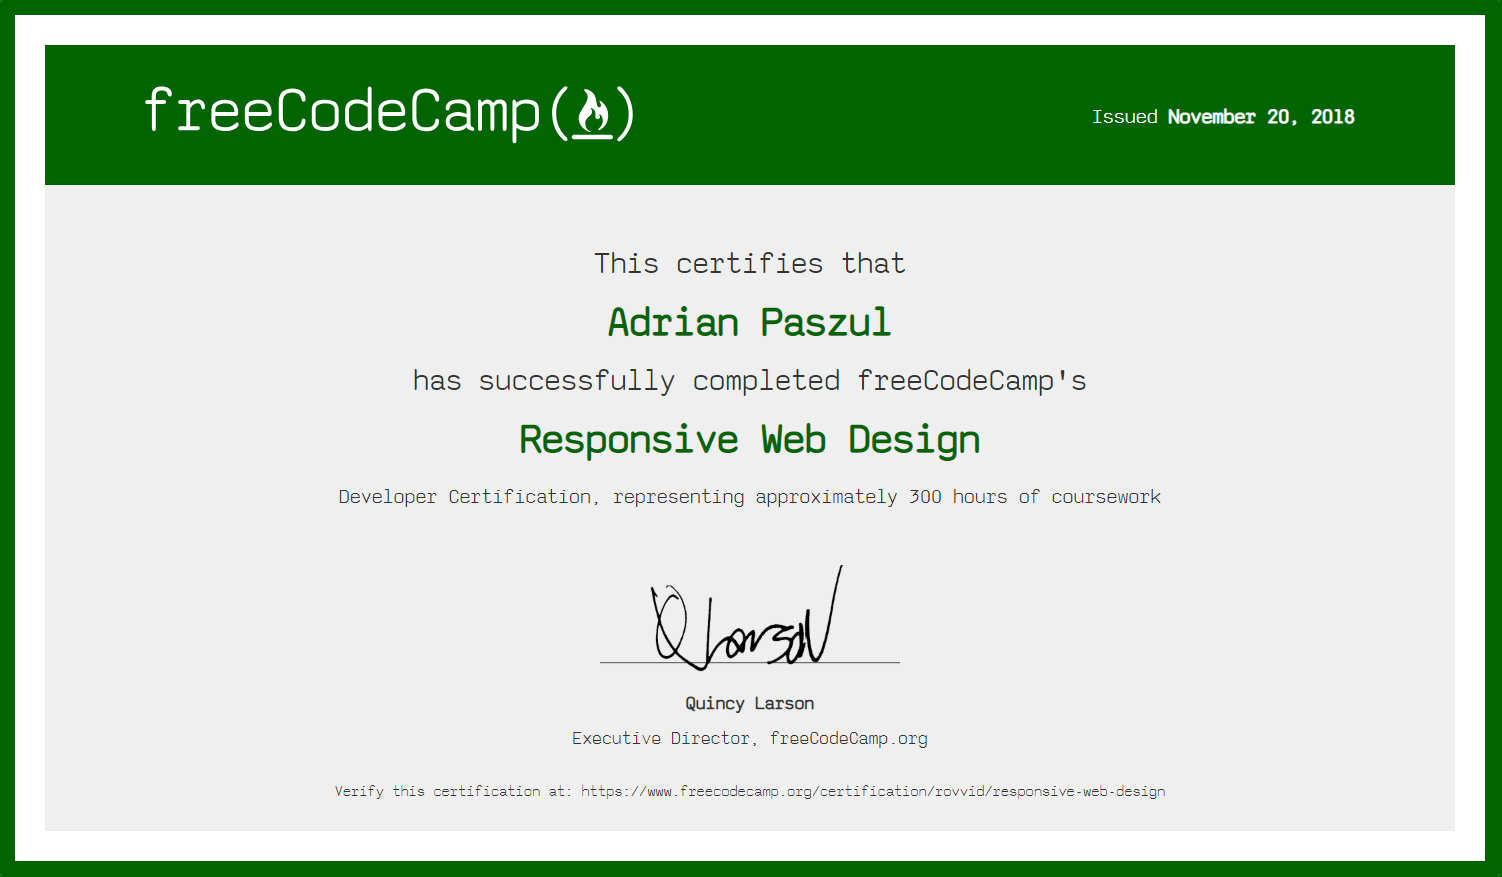 freeCodeCamp(🔥)
Issued November 20, 2018
This certifies that
Adrian Paszul
has successfully completed freeCodeCamp's
Responsive Web Design
Developer Certification, representing approximately 300 hours of coursework
Q Larson
Quincy Larson
Executive Director, freeCodeCamp.org
Verify this certification at: https://www.freecodecamp.org/certification/rovvid/responsive-web-design